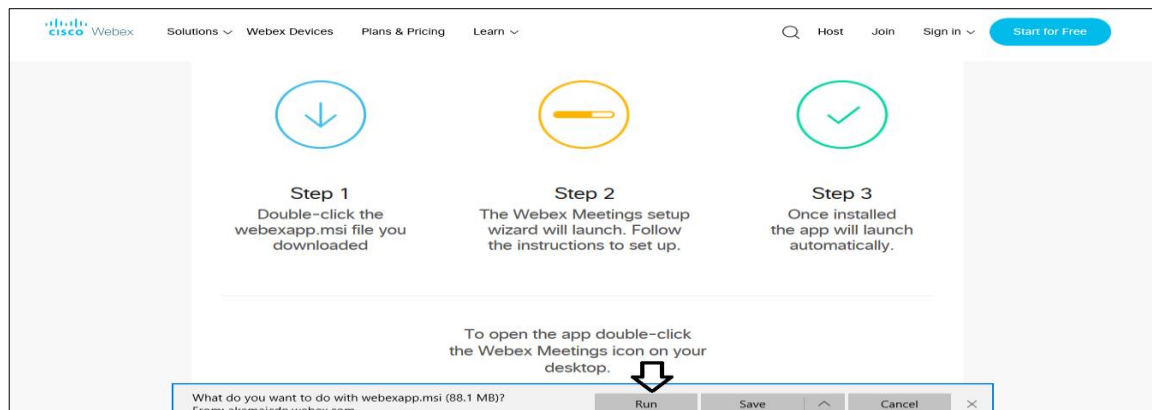 CISCO Webex Solutions Webex Devices Plans & Pricing Learn Host Join Sign in Start for Free
Step 1
Double-click the
webexapp.msi file you
downloaded
Step 2
The Webex Meetings setup
wizard will launch. Follow
the instructions to set up.
Step 3
Once installed
the app will launch
automatically.
To open the app double-click
the Webex Meetings icon on your
desktop.
What do you want to do with webexapp.msi (88.1 MB)?
From: akamaicdn.webex.com
Run Save Cancel